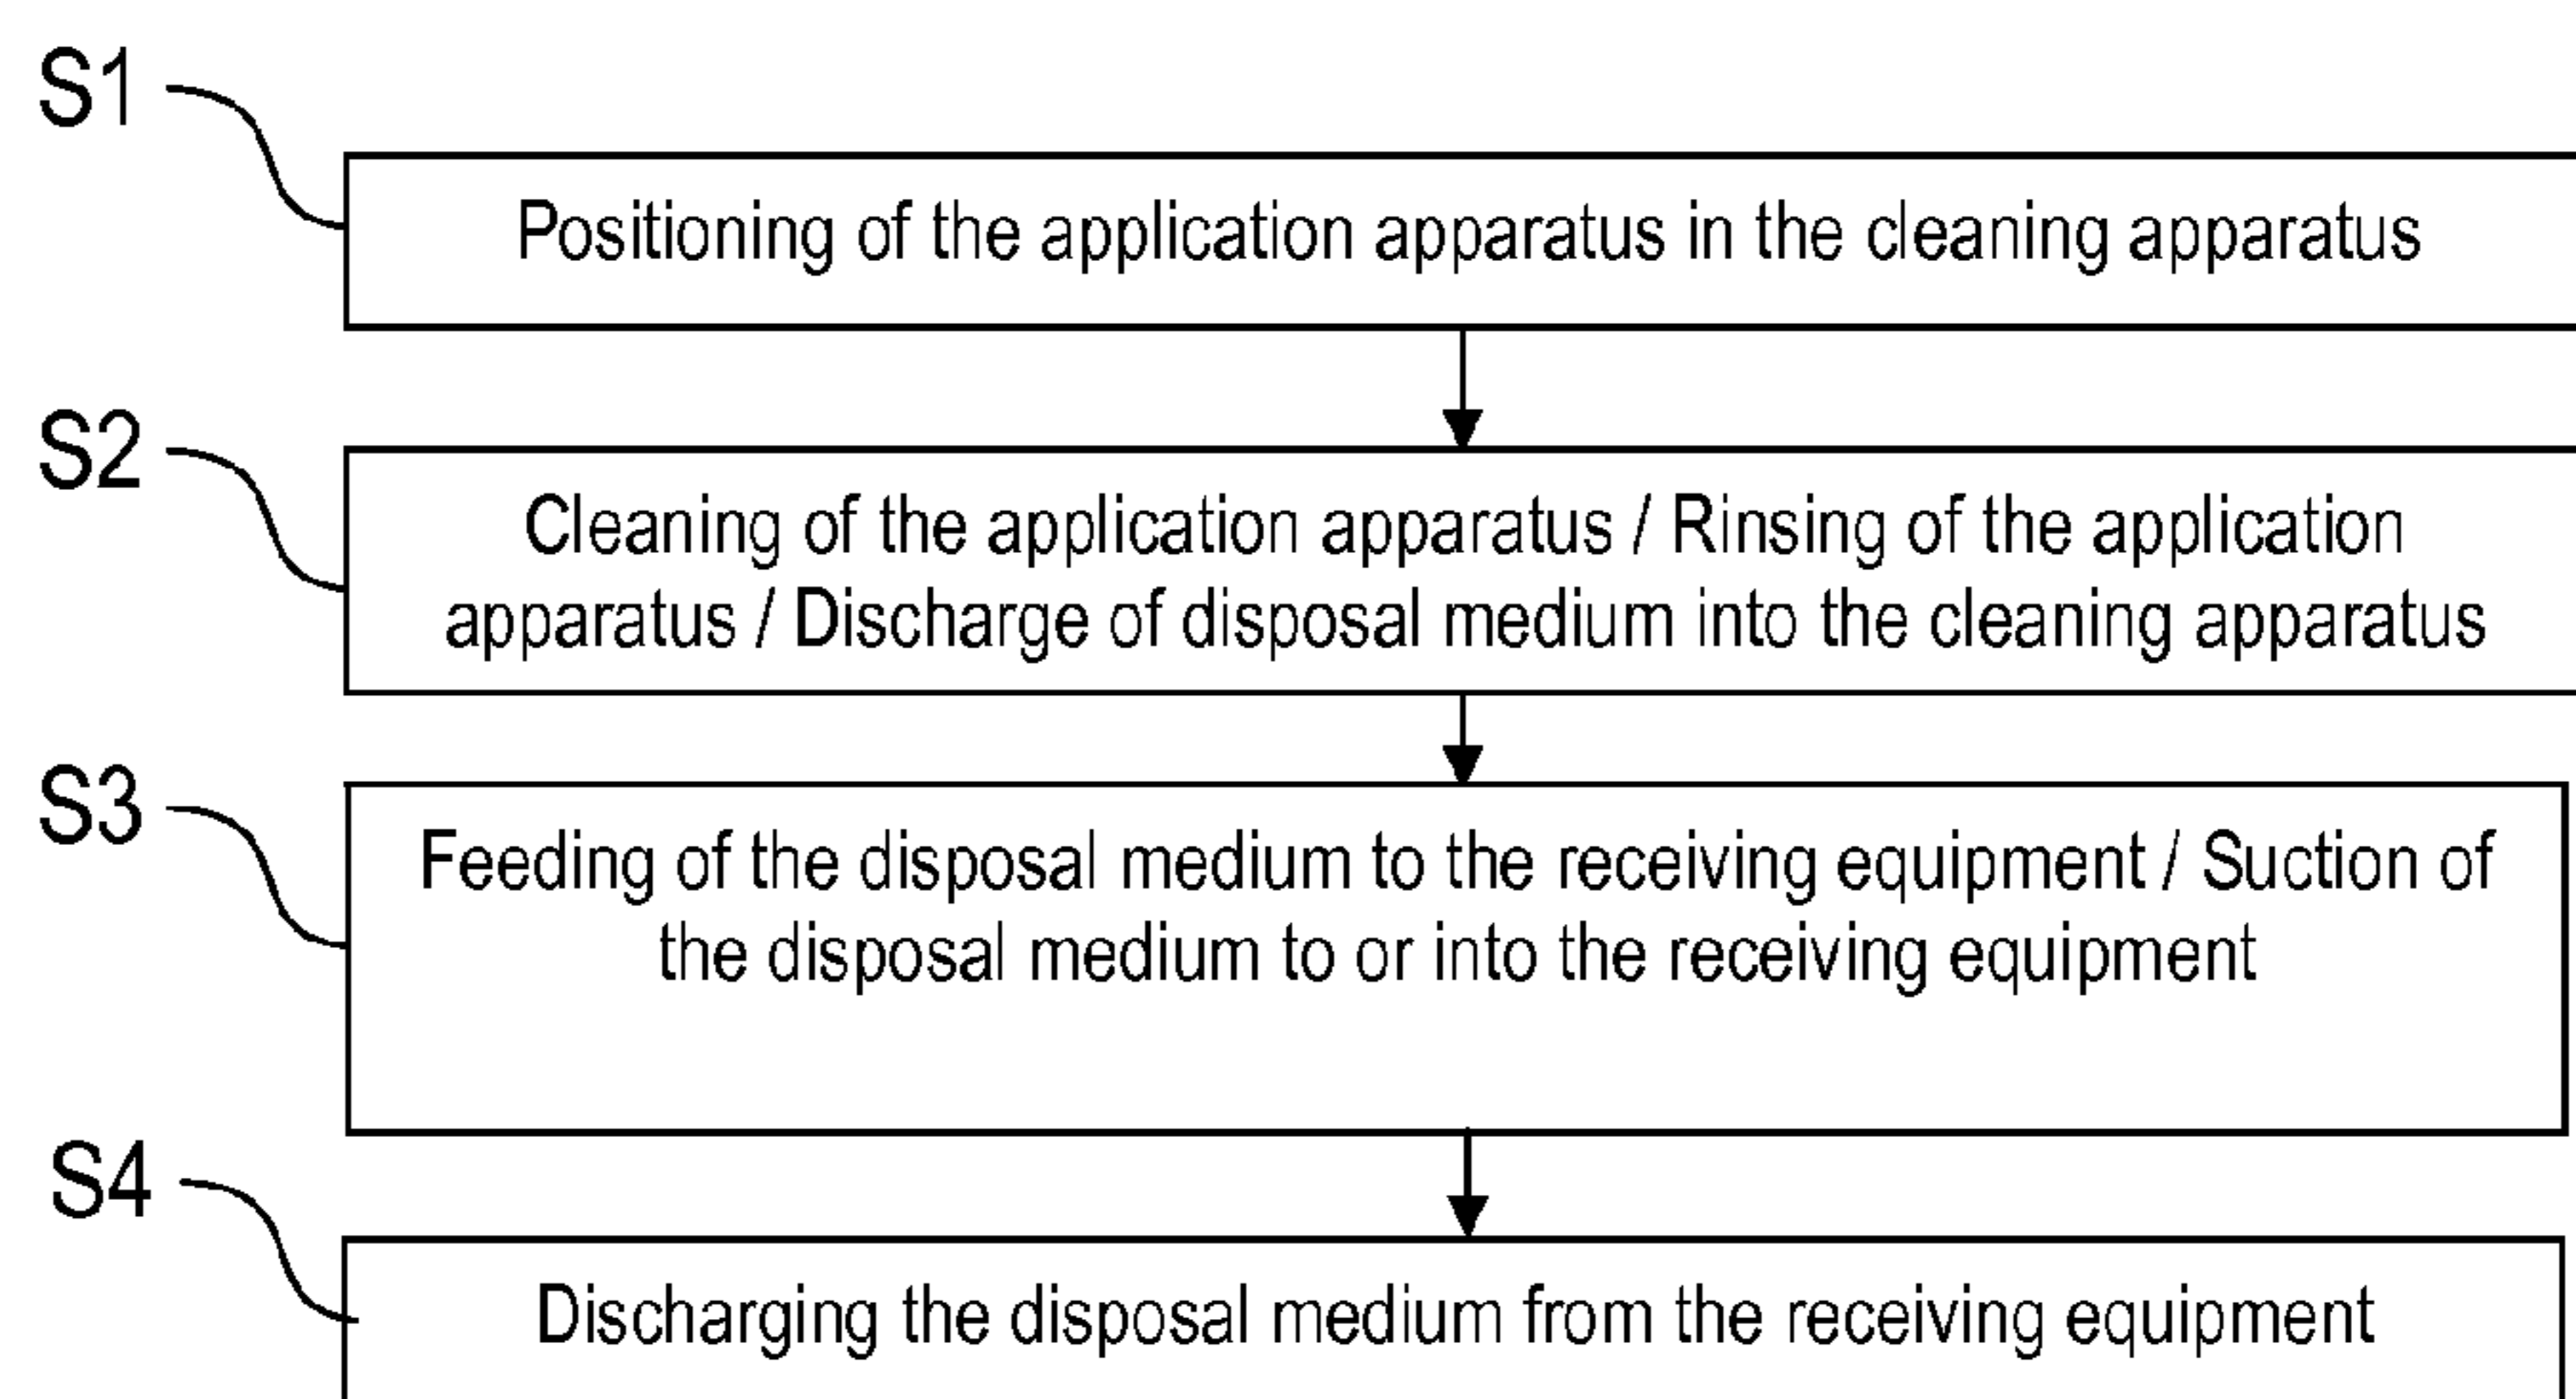 S1
Positioning of the application apparatus in the cleaning apparatus
S2
Cleaning of the application apparatus / Rinsing of the application
apparatus / Discharge of disposal medium into the cleaning apparatus
S3
Feeding of the disposal medium to the receiving equipment / Suction of
the disposal medium to or into the receiving equipment
S4
Discharging the disposal medium from the receiving equipment